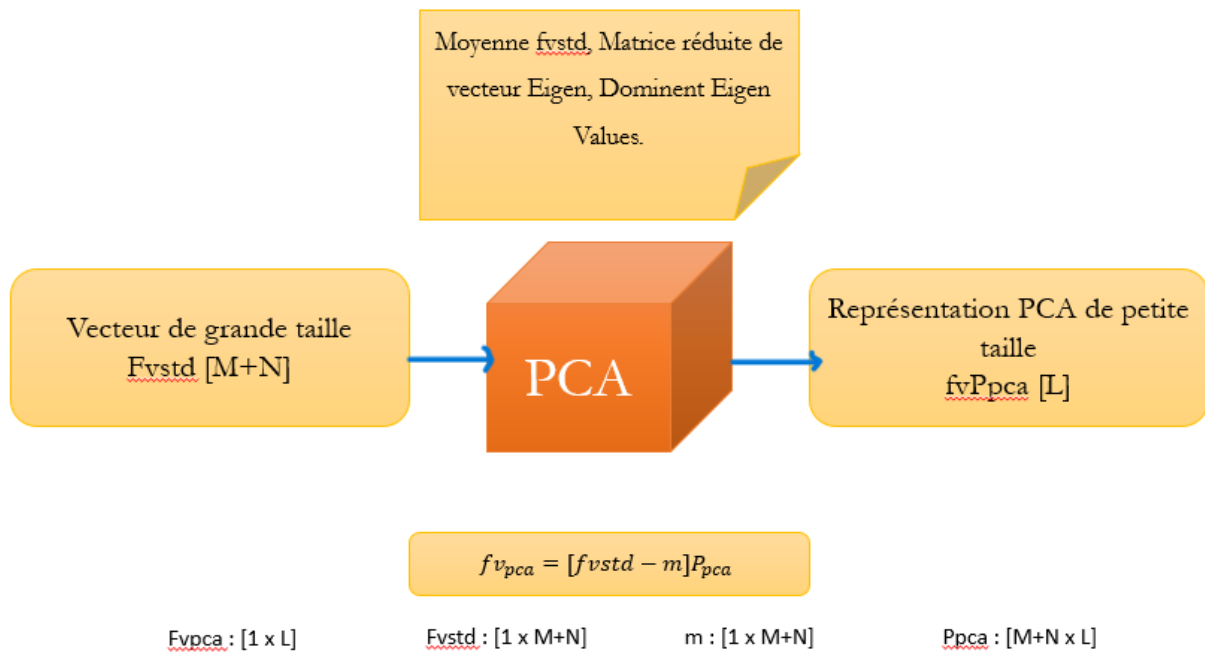 Moyenne fvstd, Matrice réduite de
vecteur Eigen, Dominent Eigen
Values.
Vecteur de grande taille
Fvstd [M+N]
PCA
Représentation PCA de petite
taille
fvPpca [L]
fv_pca = [fvstd − m]P_pca
Fvpca : [1 x L]
Fvstd : [1 x M+N]
m : [1 x M+N]
Ppca : [M+N x L]